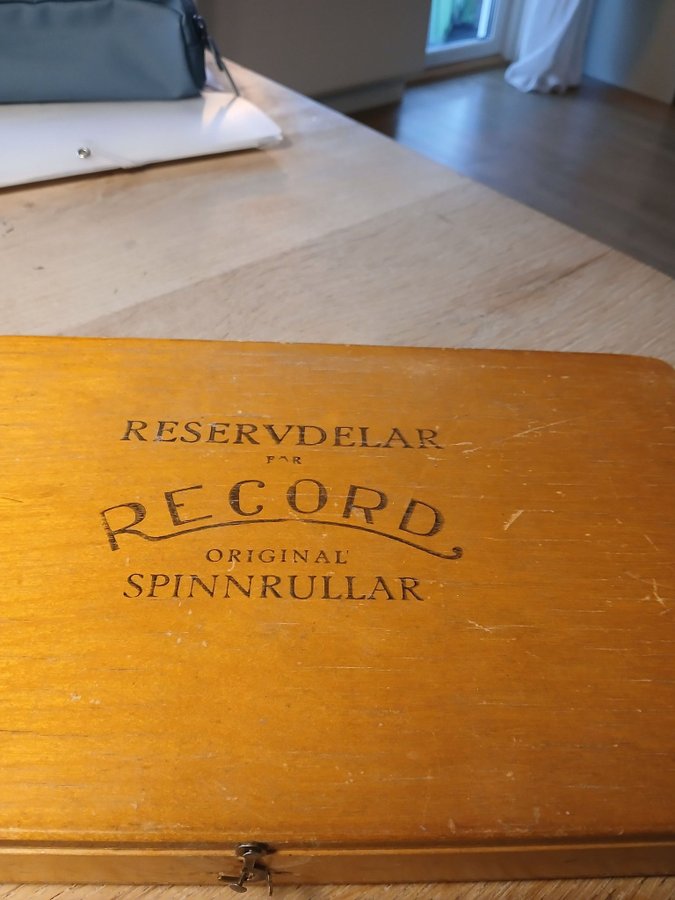 RESERVDELAR
FÖR
RECORD
ORIGINAL
SPINNRULLAR